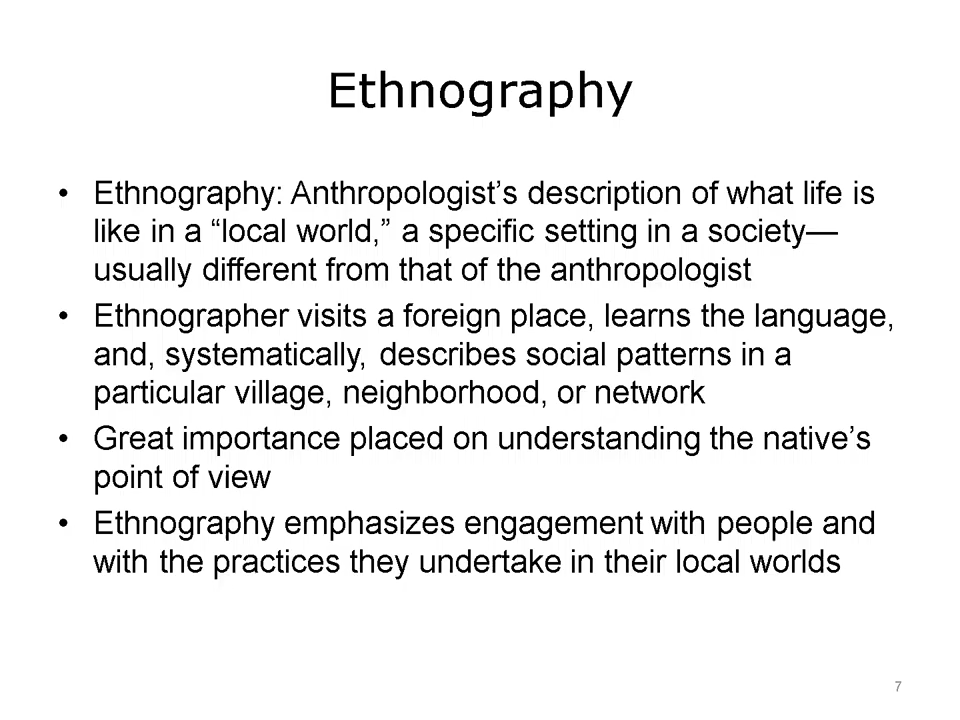 Ethnography
• Ethnography: Anthropologist’s description of what life is
like in a “local world,” a specific setting in a society—
usually different from that of the anthropologist
• Ethnographer visits a foreign place, learns the language,
and, systematically, describes social patterns in a
particular village, neighborhood, or network
• Great importance placed on understanding the native’s
point of view
• Ethnography emphasizes engagement with people and
with the practices they undertake in their local worlds
7